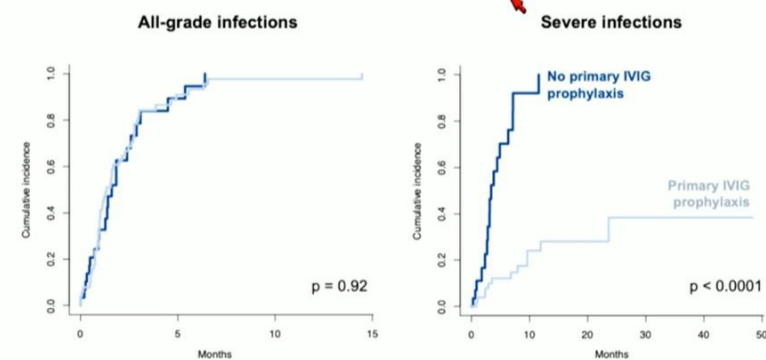 All-grade infections
Cumulative incidence
1.0
0.8
0.6
0.4
0.2
0.0
p = 0.92
0 5 10 15
Months
Severe infections
Cumulative incidence
1.0
0.8
0.6
0.4
0.2
0.0
No primary IVIG
prophylaxis
Primary IVIG
prophylaxis
p < 0.0001
0 10 20 30 40 50
Months